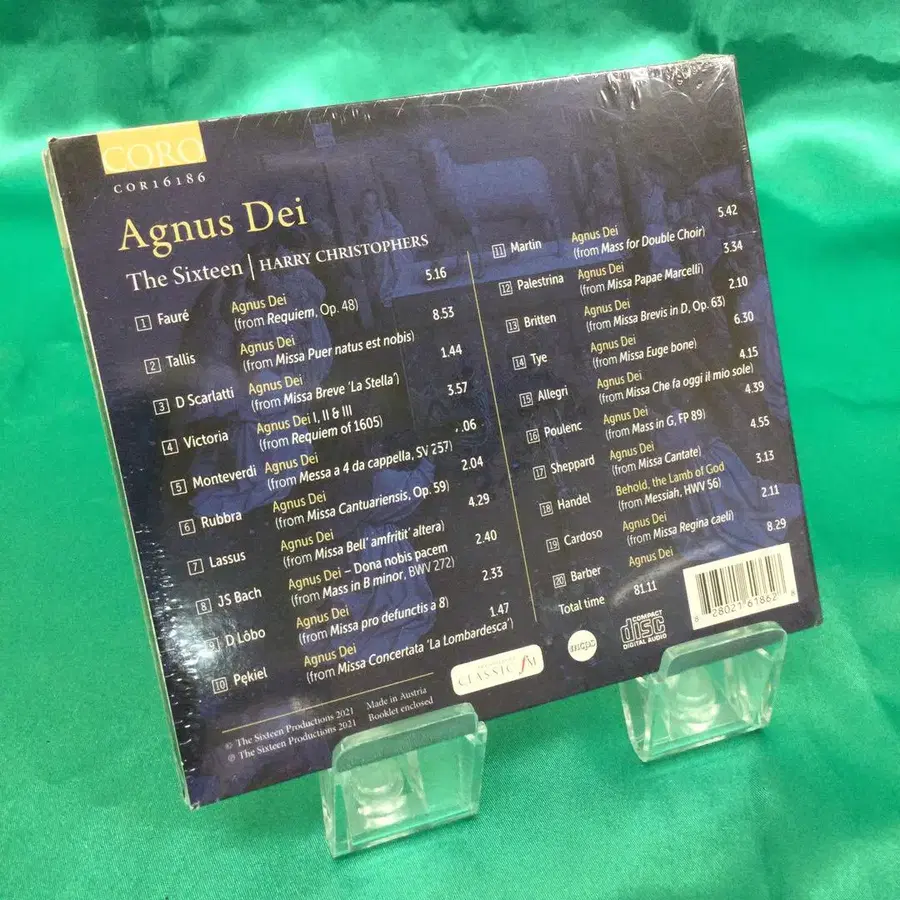 CORO
COR16186
Agnus Dei
The Sixteen | HARRY CHRISTOPHERS
1 Fauré Agnus Dei 5.16
(from Requiem, Op. 48)
2 Tallis Agnus Dei 8.53
(from Missa Puer natus est nobis)
3 D Scarlatti Agnus Dei 1.44
(from Missa Breve ‘La Stella’)
4 Victoria Agnus Dei I, II & III 3.57
(from Requiem of 1605)
5 Monteverdi Agnus Dei .06
(from Messa a 4 da cappella, SV 257)
6 Rubbra Agnus Dei 2.04
(from Missa Cantuariensis, Op. 59)
7 Lassus Agnus Dei 4.29
(from Missa Bell’ amfritit’ altera)
8 JS Bach Agnus Dei – Dona nobis pacem 2.40
(from Mass in B minor, BWV 272)
9 D Lôbo Agnus Dei 2.33
(from Missa pro defunctis a 8)
10 Pękiel Agnus Dei 1.47
(from Missa Concertata ‘La Lombardesca’)
11 Martin Agnus Dei 5.42
(from Mass for Double Choir)
12 Palestrina Agnus Dei 3.34
(from Missa Papae Marcelli)
13 Britten Agnus Dei 2.10
(from Missa Brevis in D, Op. 63)
14 Tye Agnus Dei 6.30
(from Missa Euge bone)
15 Allegri Agnus Dei 4.15
(from Missa Che fa oggi il mio sole)
16 Poulenc Agnus Dei 4.39
(from Mass in G, FP 89)
17 Sheppard Agnus Dei 4.55
(from Missa Cantate)
18 Handel Behold, the Lamb of God 3.13
(from Messiah, HWV 56)
19 Cardoso Agnus Dei 2.11
(from Missa Regina caeli)
20 Barber Agnus Dei 8.29
Total time 81.11
© The Sixteen Productions 2021 Made in Austria
℗ The Sixteen Productions 2021 Booklet enclosed
CLASSIC fM
mcps
COMPACT
disc
DIGITAL AUDIO
8 28021 61862 8